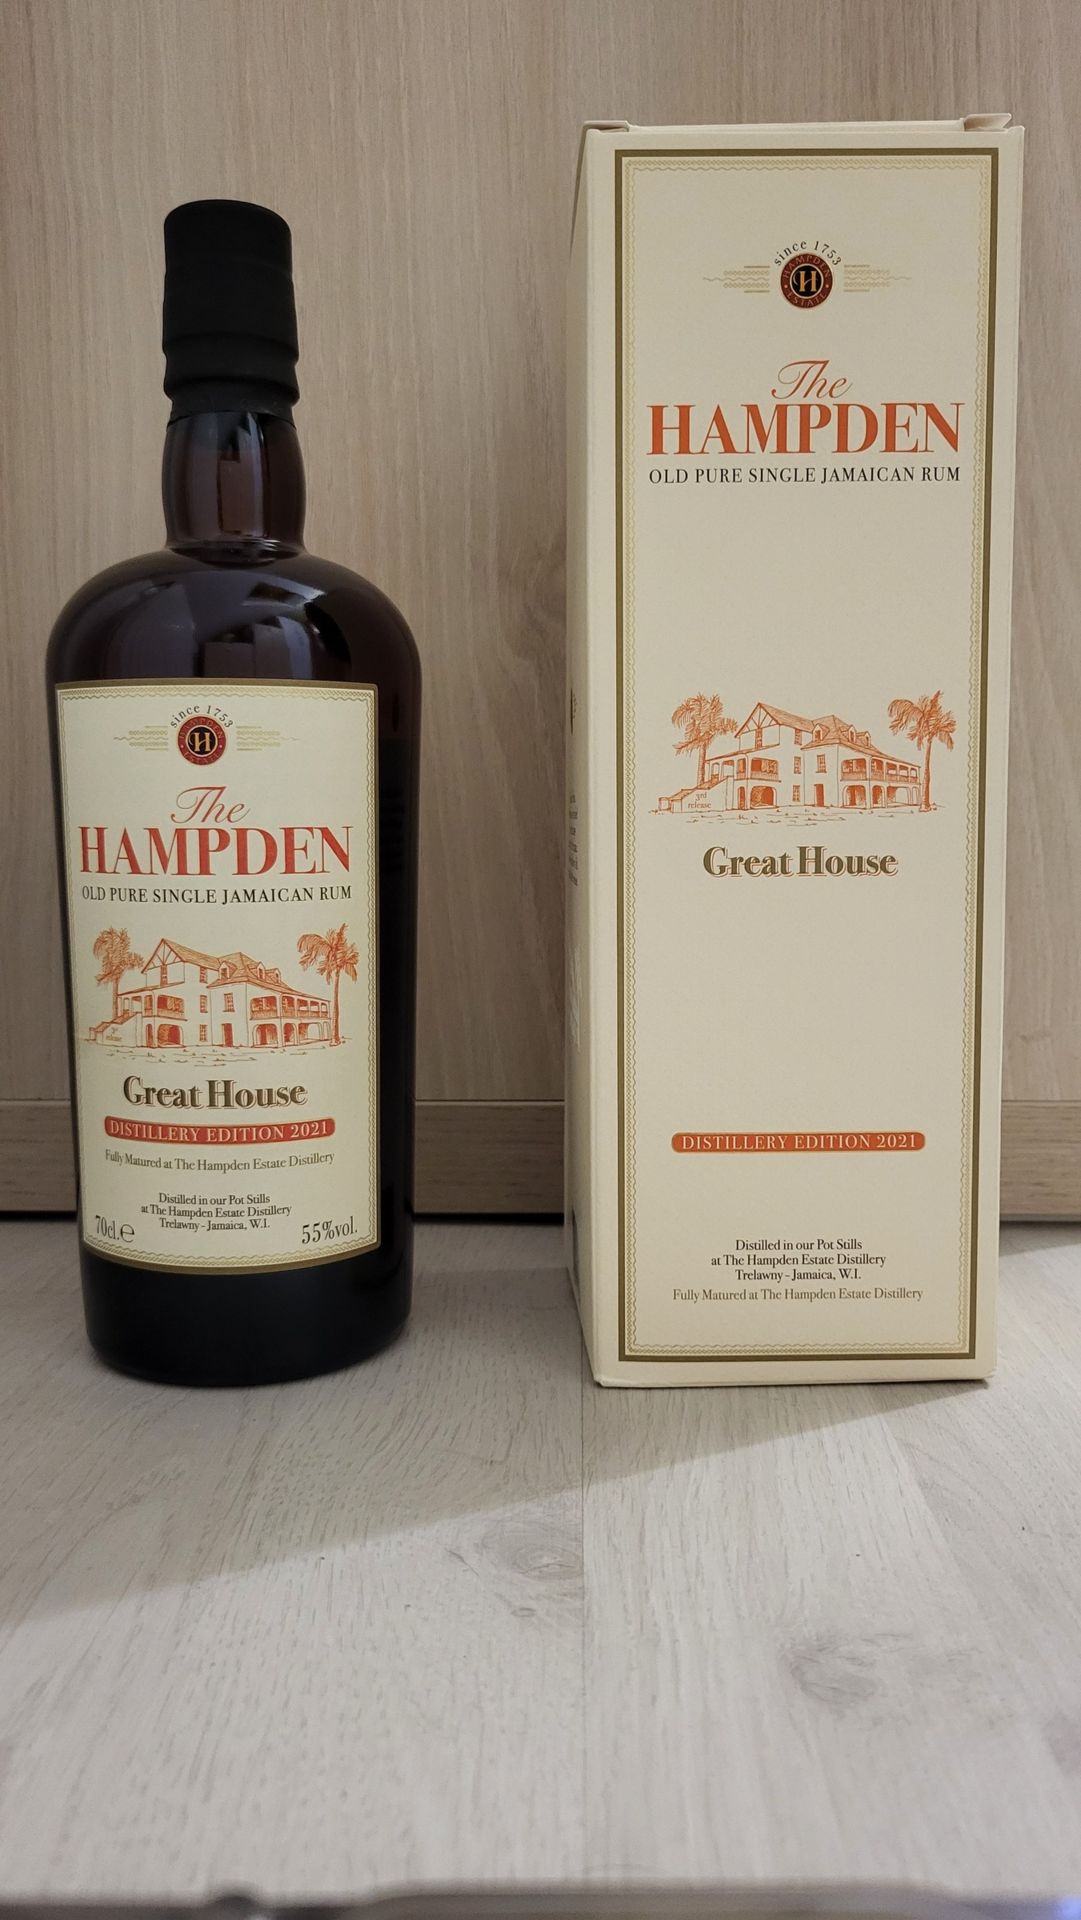 since 1753
HAMPDEN
H
ESTATE
The
HAMPDEN
OLD PURE SINGLE JAMAICAN RUM
3rd
release
Great House
DISTILLERY EDITION 2021
Fully Matured at The Hampden Estate Distillery
Distilled in our Pot Stills
at The Hampden Estate Distillery
Trelawny - Jamaica, W.I.
70cl.e
55%vol.
since 1753
HAMPDEN
H
ESTATE
The
HAMPDEN
OLD PURE SINGLE JAMAICAN RUM
3rd
release
Great House
DISTILLERY EDITION 2021
Distilled in our Pot Stills
at The Hampden Estate Distillery
Trelawny - Jamaica, W.I.
Fully Matured at The Hampden Estate Distillery